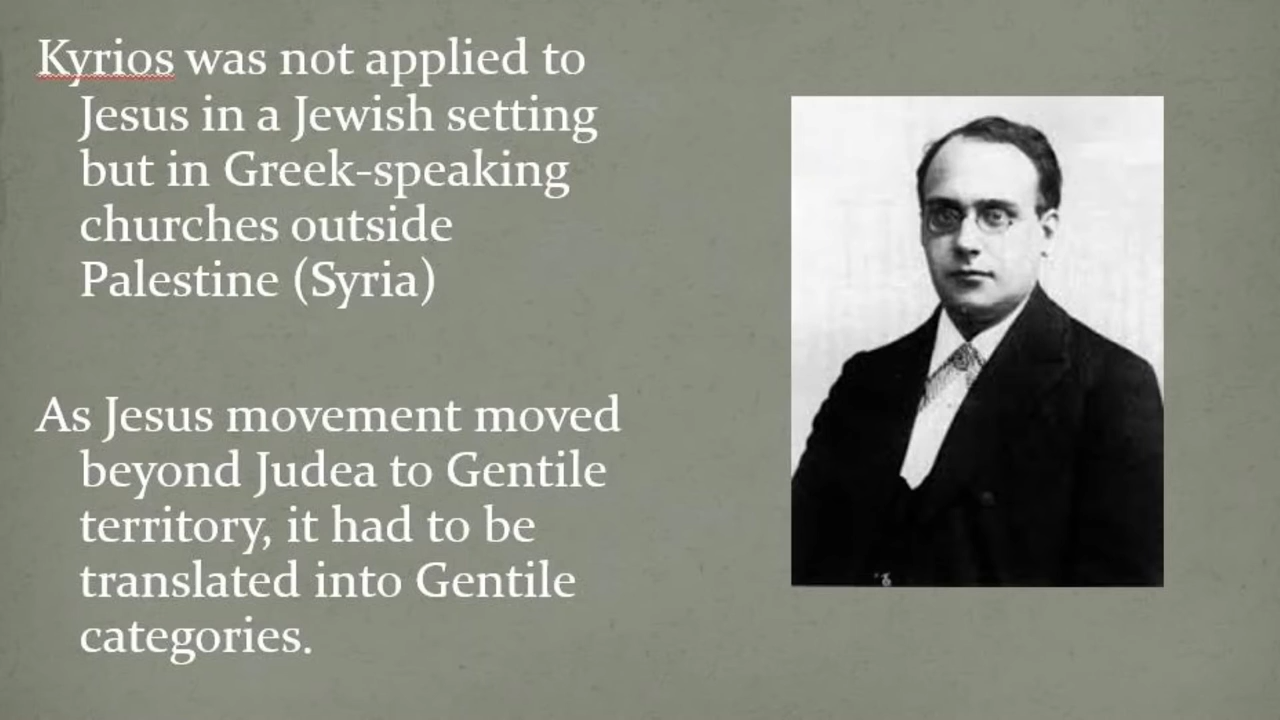 Kyrios was not applied to
Jesus in a Jewish setting
but in Greek-speaking
churches outside
Palestine (Syria)
As Jesus movement moved
beyond Judea to Gentile
territory, it had to be
translated into Gentile
categories.